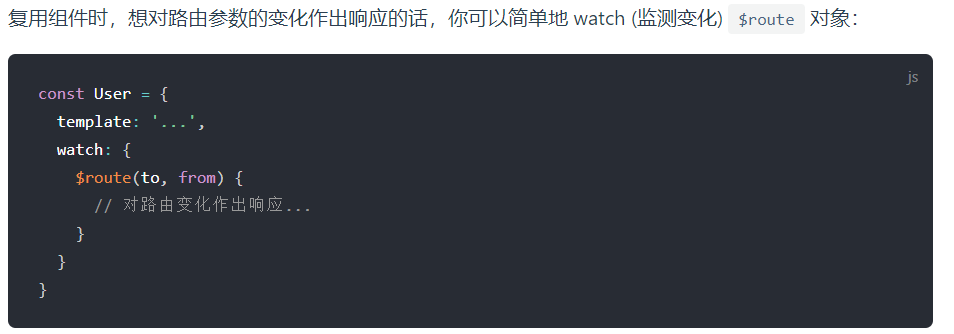 复用组件时，想对路由参数的变化作出响应的话，你可以简单地 watch (监测变化) $route 对象：
js
const User = {
  template: '...',
  watch: {
    $route(to, from) {
      // 对路由变化作出响应...
    }
  }
}